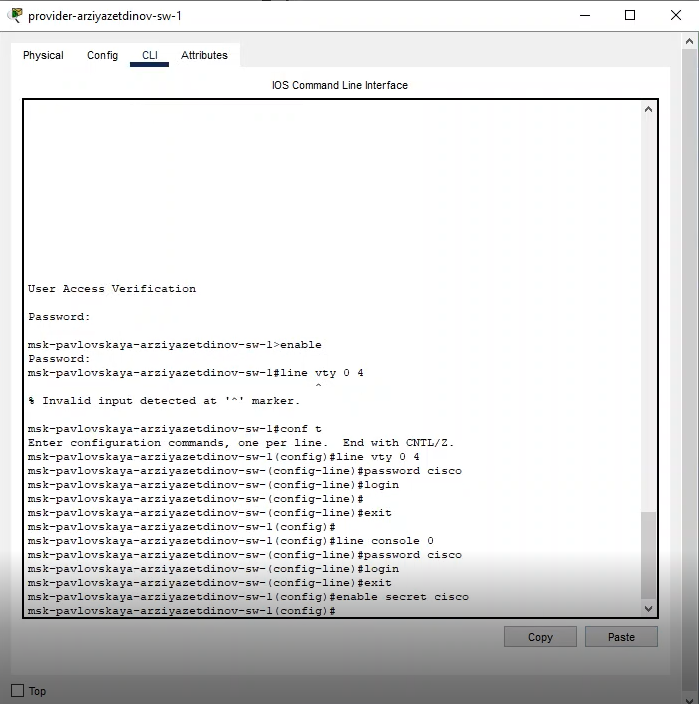 provider-arziyazetdinov-sw-1
Physical Config CLI Attributes
IOS Command Line Interface
User Access Verification
Password:
msk-pavlovskaya-arziyazetdinov-sw-1>enable
Password:
msk-pavlovskaya-arziyazetdinov-sw-1#line vty 0 4
^
% Invalid input detected at '^' marker.
msk-pavlovskaya-arziyazetdinov-sw-1#conf t
Enter configuration commands, one per line.  End with CNTL/Z.
msk-pavlovskaya-arziyazetdinov-sw-1(config)#line vty 0 4
msk-pavlovskaya-arziyazetdinov-sw-(config-line)#password cisco
msk-pavlovskaya-arziyazetdinov-sw-(config-line)#login
msk-pavlovskaya-arziyazetdinov-sw-(config-line)#
msk-pavlovskaya-arziyazetdinov-sw-(config-line)#exit
msk-pavlovskaya-arziyazetdinov-sw-1(config)#
msk-pavlovskaya-arziyazetdinov-sw-1(config)#line console 0
msk-pavlovskaya-arziyazetdinov-sw-(config-line)#password cisco
msk-pavlovskaya-arziyazetdinov-sw-(config-line)#login
msk-pavlovskaya-arziyazetdinov-sw-(config-line)#exit
msk-pavlovskaya-arziyazetdinov-sw-1(config)#enable secret cisco
msk-pavlovskaya-arziyazetdinov-sw-1(config)#
Copy Paste
Top